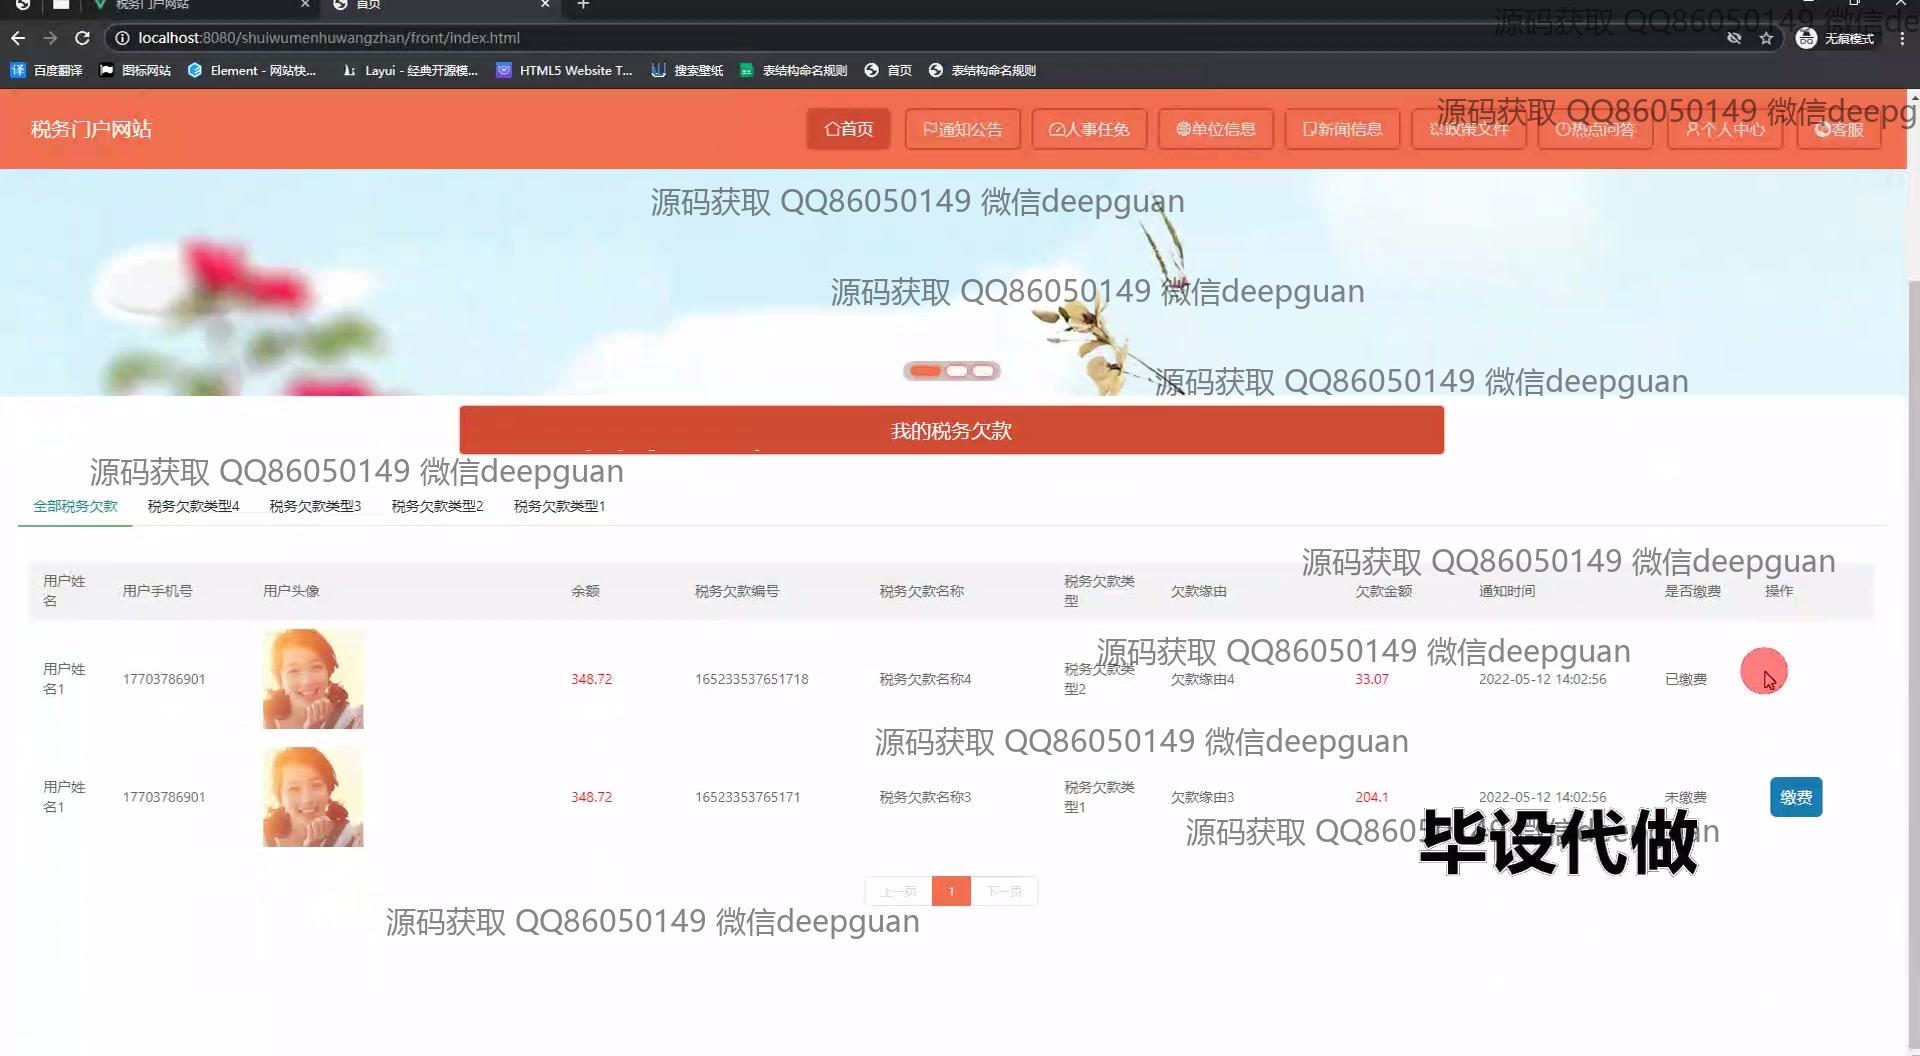 税务门户网站
首页
localhost:8080/shuiwumenhuwangzhan/front/index.html
无痕模式
源码获取 QQ86050149 微信de
百度翻译
图标网站
Element - 网站快...
Layui - 经典开源模...
HTML5 Website T...
搜索壁纸
表结构命名规则
首页
表结构命名规则
源码获取 QQ86050149 微信deepg
税务门户网站
首页
通知公告
人事任免
单位信息
新闻信息
政策文件
热点问答
个人中心
客服
源码获取 QQ86050149 微信deepguan
源码获取 QQ86050149 微信deepguan
源码获取 QQ86050149 微信deepguan
我的税务欠款
源码获取 QQ86050149 微信deepguan
全部税务欠款
税务欠款类型4
税务欠款类型3
税务欠款类型2
税务欠款类型1
源码获取 QQ86050149 微信deepguan
用户姓
名
用户手机号
用户头像
余额
税务欠款编号
税务欠款名称
税务欠款类
型
欠款缘由
欠款金额
通知时间
是否缴费
操作
源码获取 QQ86050149 微信deepguan
用户姓
名1
17703786901
348.72
165233537651718
税务欠款名称4
税务欠款类
型2
欠款缘由4
33.07
2022-05-12 14:02:56
已缴费
源码获取 QQ86050149 微信deepguan
用户姓
名1
17703786901
348.72
16523353765171
税务欠款名称3
税务欠款类
型1
欠款缘由3
204.1
2022-05-12 14:02:56
未缴费
缴费
源码获取 QQ86050149 微信deepguan
毕设代做
上一页
1
下一页
源码获取 QQ86050149 微信deepguan